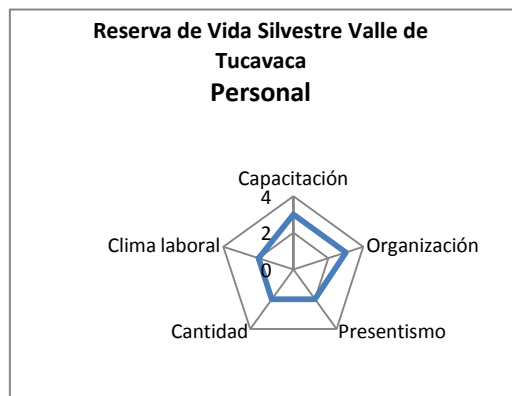 Reserva de Vida Silvestre Valle de
Tucavaca
Personal
Capacitación
4
2
0
Clima laboral
Organización
Cantidad
Presentismo